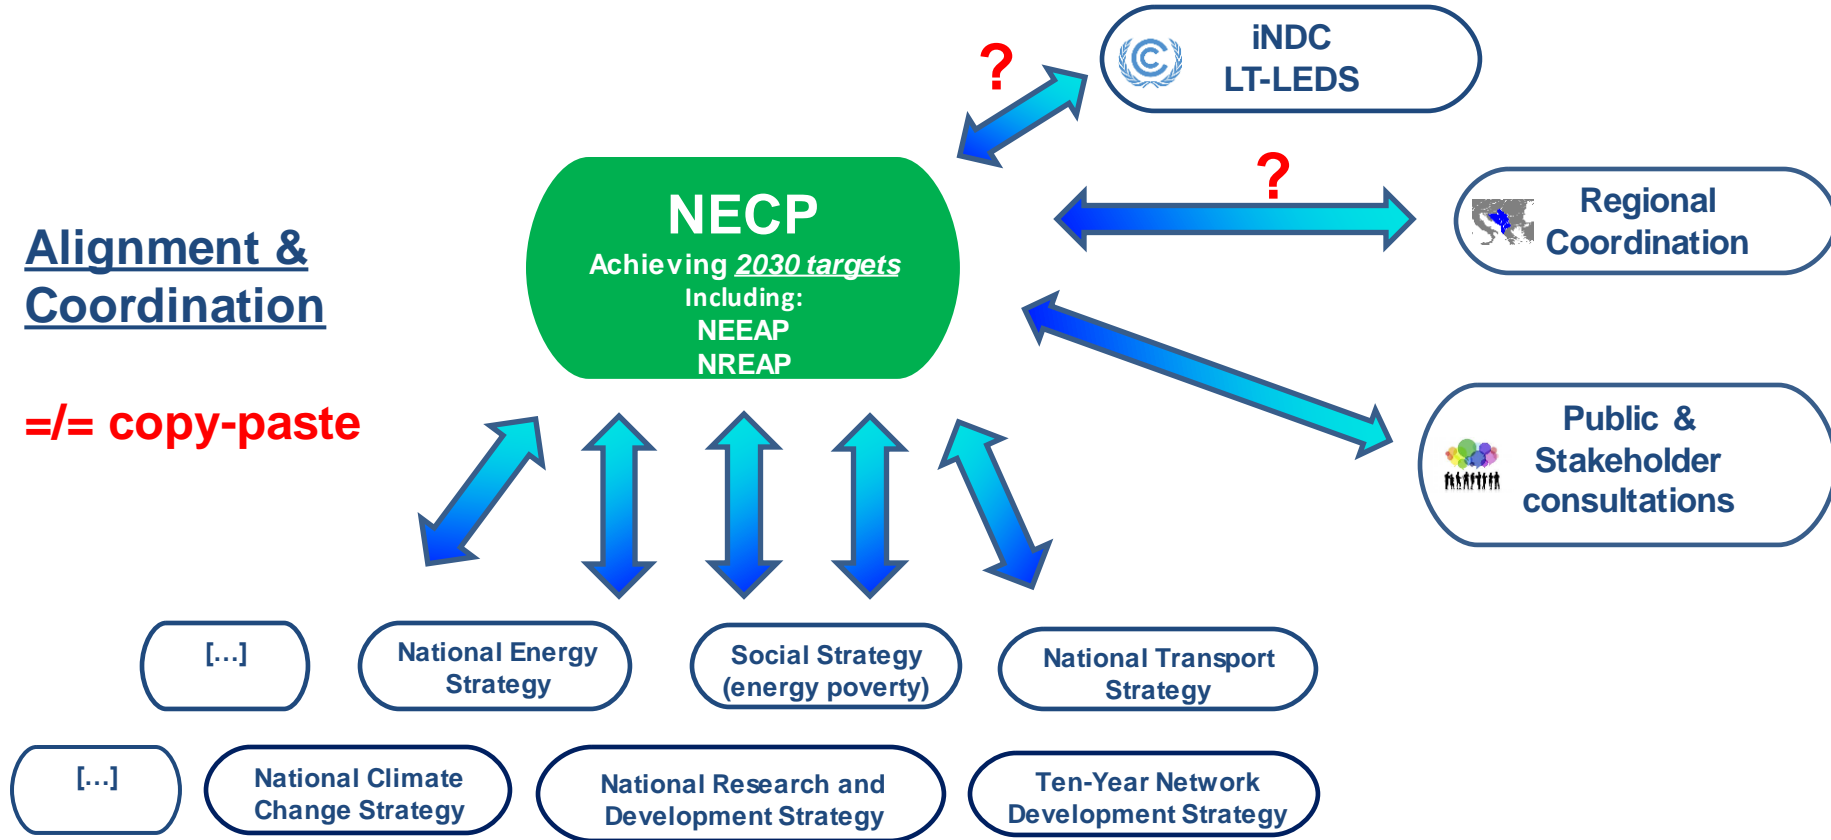 ?
iNDC
LT-LEDS
?
Regional
Coordination
NECP
Achieving 2030 targets
Including:
NEEAP
NREAP
Alignment &
Coordination
=/= copy-paste
Public &
Stakeholder
consultations
[...]
National Energy
Strategy
Social Strategy
(energy poverty)
National Transport
Strategy
[...]
National Climate
Change Strategy
National Research and
Development Strategy
Ten-Year Network
Development Strategy